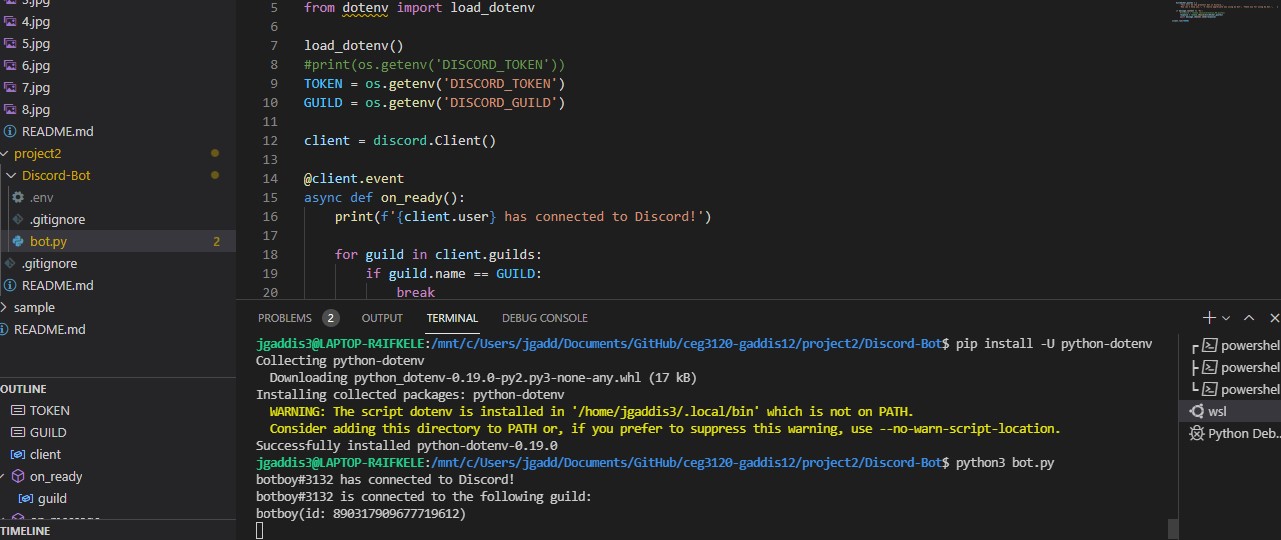 3.jpg
4.jpg
5.jpg
6.jpg
7.jpg
8.jpg
README.md
project2
Discord-Bot
.env
.gitignore
bot.py 2
.gitignore
README.md
sample
README.md
OUTLINE
TOKEN
GUILD
client
on_ready
guild
on_message
TIMELINE
5 from dotenv import load_dotenv
6
7 load_dotenv()
8 #print(os.getenv('DISCORD_TOKEN'))
9 TOKEN = os.getenv('DISCORD_TOKEN')
10 GUILD = os.getenv('DISCORD_GUILD')
11
12 client = discord.Client()
13
14 @client.event
15 async def on_ready():
16 print(f'{client.user} has connected to Discord!')
17
18 for guild in client.guilds:
19 if guild.name == GUILD:
20 break
PROBLEMS 2 OUTPUT TERMINAL DEBUG CONSOLE
jgaddis3@LAPTOP-R4IFKELE:/mnt/c/Users/jgadd/Documents/GitHub/ceg3120-gaddis12/project2/Discord-Bot$ pip install -U python-dotenv
Collecting python-dotenv
Downloading python_dotenv-0.19.0-py2.py3-none-any.whl (17 kB)
Installing collected packages: python-dotenv
WARNING: The script dotenv is installed in '/home/jgaddis3/.local/bin' which is not on PATH.
Consider adding this directory to PATH or, if you prefer to suppress this warning, use --no-warn-script-location.
Successfully installed python-dotenv-0.19.0
jgaddis3@LAPTOP-R4IFKELE:/mnt/c/Users/jgadd/Documents/GitHub/ceg3120-gaddis12/project2/Discord-Bot$ python3 bot.py
botboy#3132 has connected to Discord!
botboy#3132 is connected to the following guild:
botboy(id: 890317909677719612)
powershell
powershell
powershell
wsl
Python Deb..